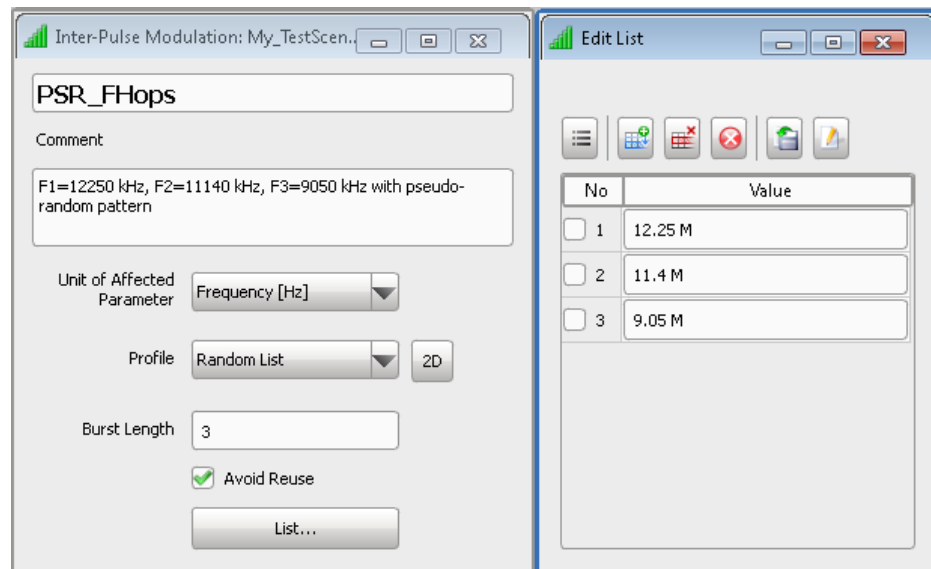 Inter-Pulse Modulation: My_TestScen..
PSR_FHops
Comment
F1=12250 kHz, F2=11140 kHz, F3=9050 kHz with pseudo-
random pattern
Unit of Affected
Parameter
Frequency [Hz]
Profile
Random List
2D
Burst Length
3
Avoid Reuse
List...
Edit List
No Value
1 12.25 M
2 11.4 M
3 9.05 M